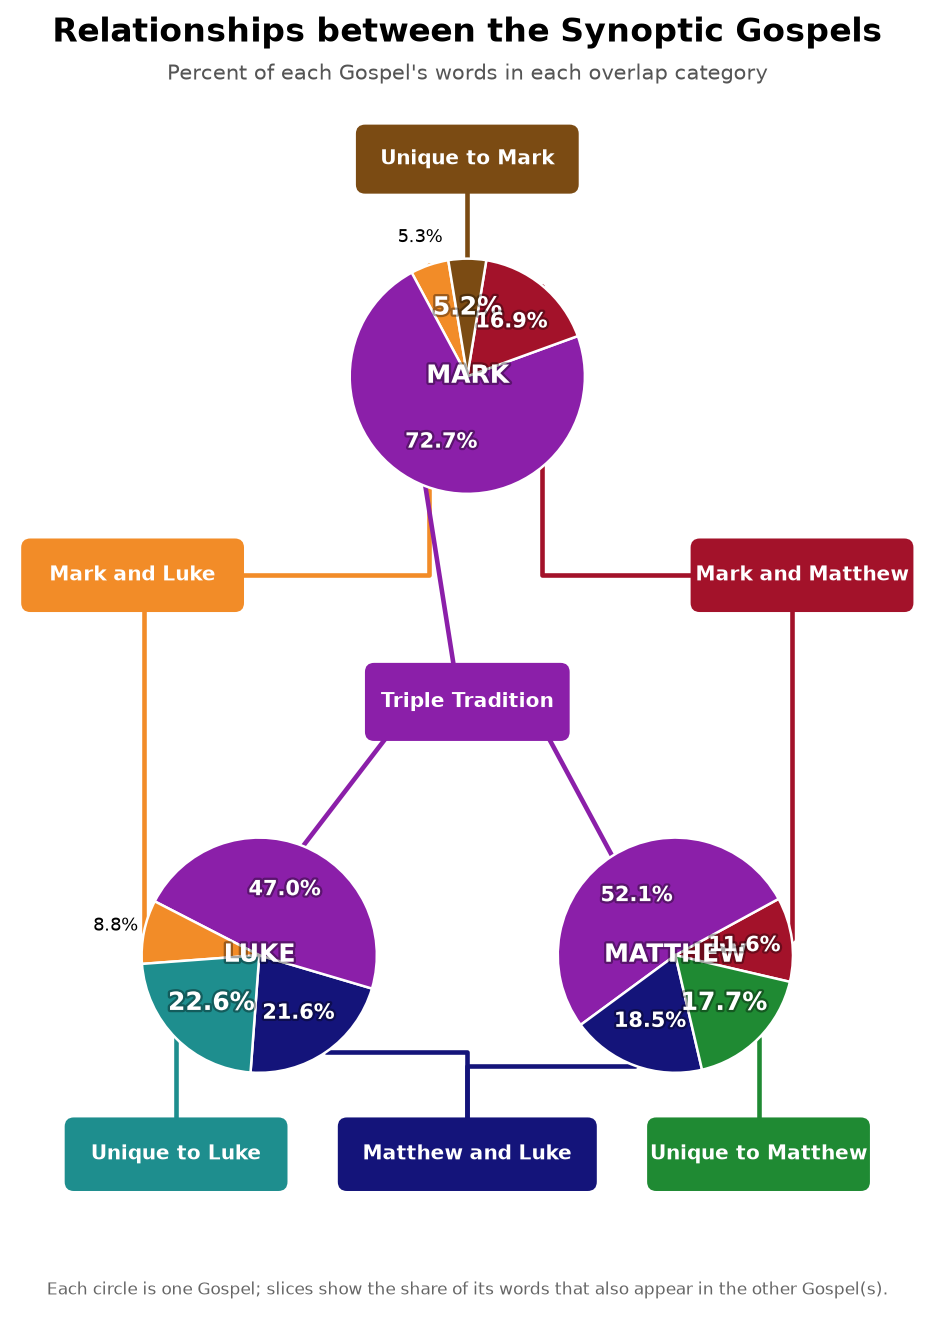 Relationships between the Synoptic Gospels
Percent of each Gospel's words in each overlap category
Unique to Mark
5.3%
5.2%
16.9%
MARK
72.7%
Mark and Luke
Mark and Matthew
Triple Tradition
47.0%
8.8%
LUKE
22.6%
21.6%
52.1%
11.6%
MATTHEW
17.7%
18.5%
Unique to Luke
Matthew and Luke
Unique to Matthew
Each circle is one Gospel; slices show the share of its words that also appear in the other Gospel(s).